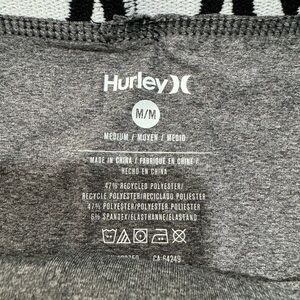 Hurley
M/M
MEDIUM / MOYEN / MEDIO
MADE IN CHINA / FABRIQUÉ EN CHINE /
HECHO EN CHINA
47% RECYCLED POLYESTER/
RECYCLE POLYESTER/RECICLADO POLIESTER
47% POLYESTER/POLYESTER/POLIESTER
6% SPANDEX/ELASTHANNE/ELASTANO
CA 64249